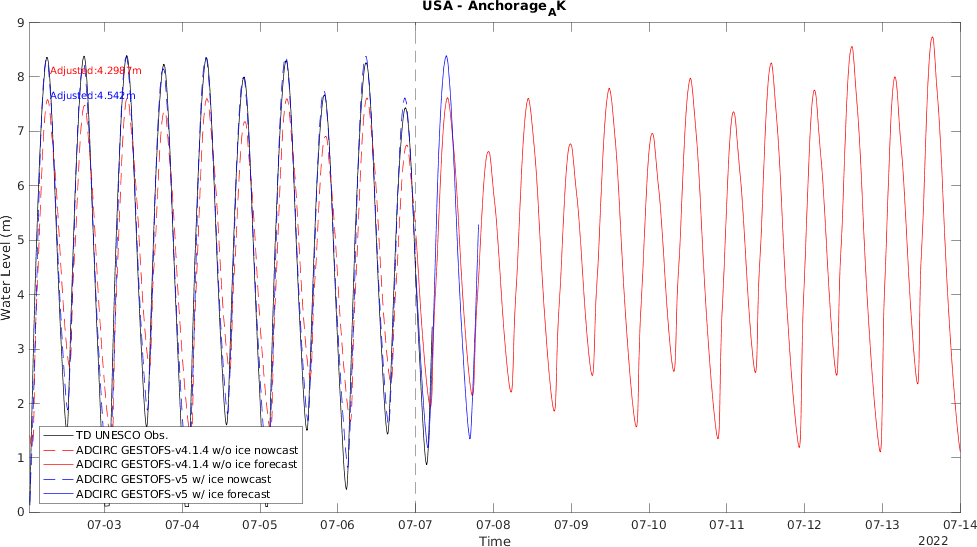 USA - Anchorage_AK
9
8
7
6
5
4
3
2
1
0
Water Level (m)
Adjusted:4.2987m
Adjusted:4.542m
TD UNESCO Obs.
ADCIRC GESTOFS-v4.1.4 w/o ice nowcast
ADCIRC GESTOFS-v4.1.4 w/o ice forecast
ADCIRC GESTOFS-v5 w/ ice nowcast
ADCIRC GESTOFS-v5 w/ ice forecast
07-03 07-04 07-05 07-06 07-07 07-08 07-09 07-10 07-11 07-12 07-13 07-14
Time
2022